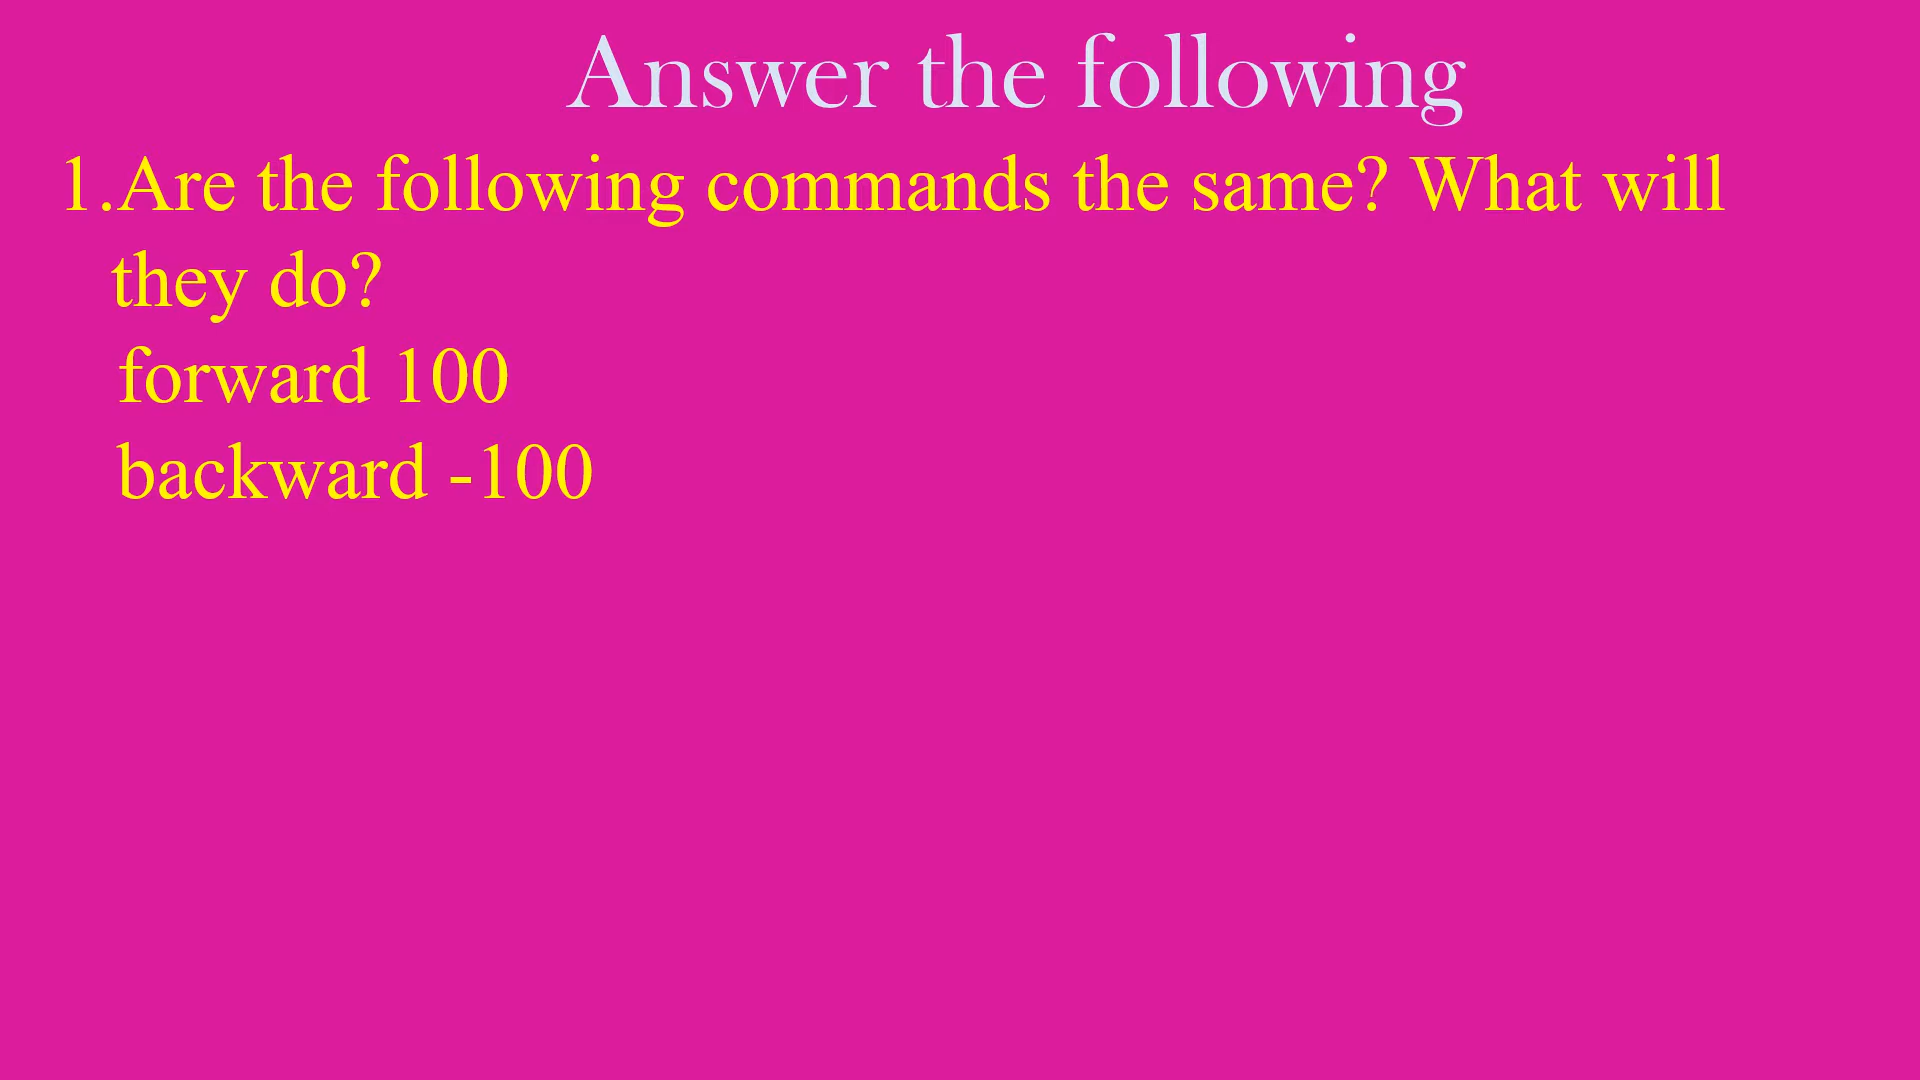 Answer the following
1.Are the following commands the same? What will
they do?
forward 100
backward -100